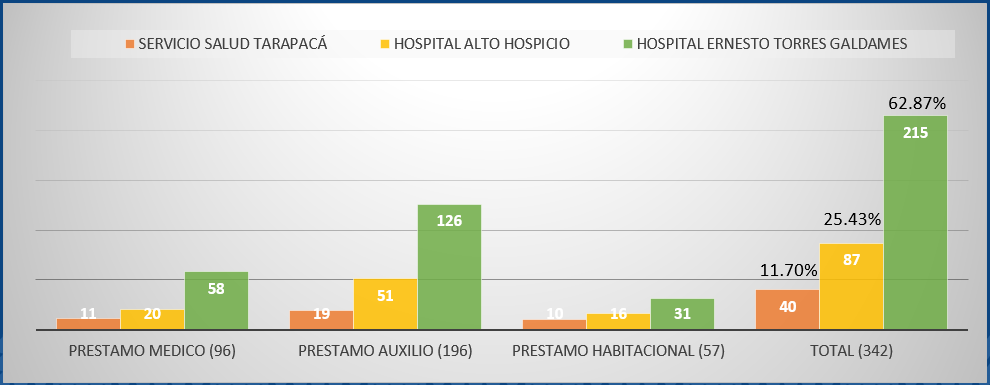 SERVICIO SALUD TARAPACÁ HOSPITAL ALTO HOSPICIO HOSPITAL ERNESTO TORRES GALDAMES
62.87%
215
25.43%
126 87
11.70%
58 51 40
11 20 19 10 16 31
PRESTAMO MEDICO (96) PRESTAMO AUXILIO (196) PRESTAMO HABITACIONAL (57) TOTAL (342)